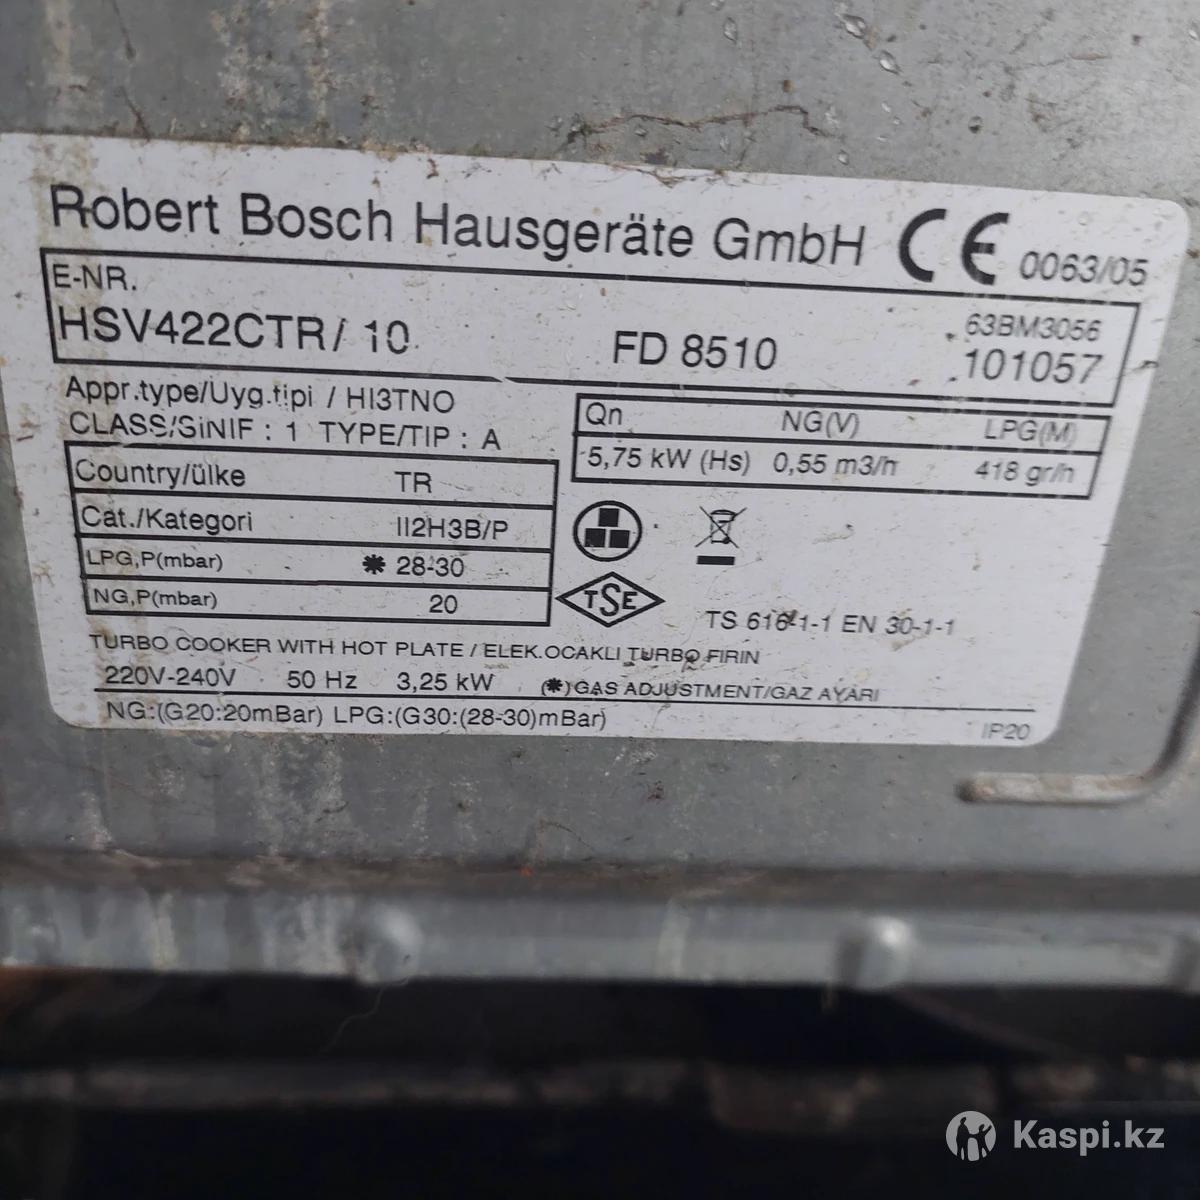 Robert Bosch Hausgeräte GmbH CE 0063/05
E-NR.
HSV422CTR/ 10 FD 8510
63BM3056
101057
Appr.type/Uyg.tipi / HI3TNO
CLASS/SiNIF : 1 TYPE/TIP : A
Qn NG(V) LPG(M)
5,75 kW (Hs) 0,55 m3/h 418 gr/h
Country/ülke TR
Cat./Kategori II2H3B/P
LPG,P(mbar) ✱ 28-30
NG,P(mbar) 20
TSE
TS 616-1-1 EN 30-1-1
TURBO COOKER WITH HOT PLATE / ELEK.OCAKLI TURBO FIRIN
220V-240V 50 Hz 3,25 kW (✱)GAS ADJUSTMENT/GAZ AYARI
NG:(G20:20mBar) LPG:(G30:(28-30)mBar)
IP20
Kaspi.kz